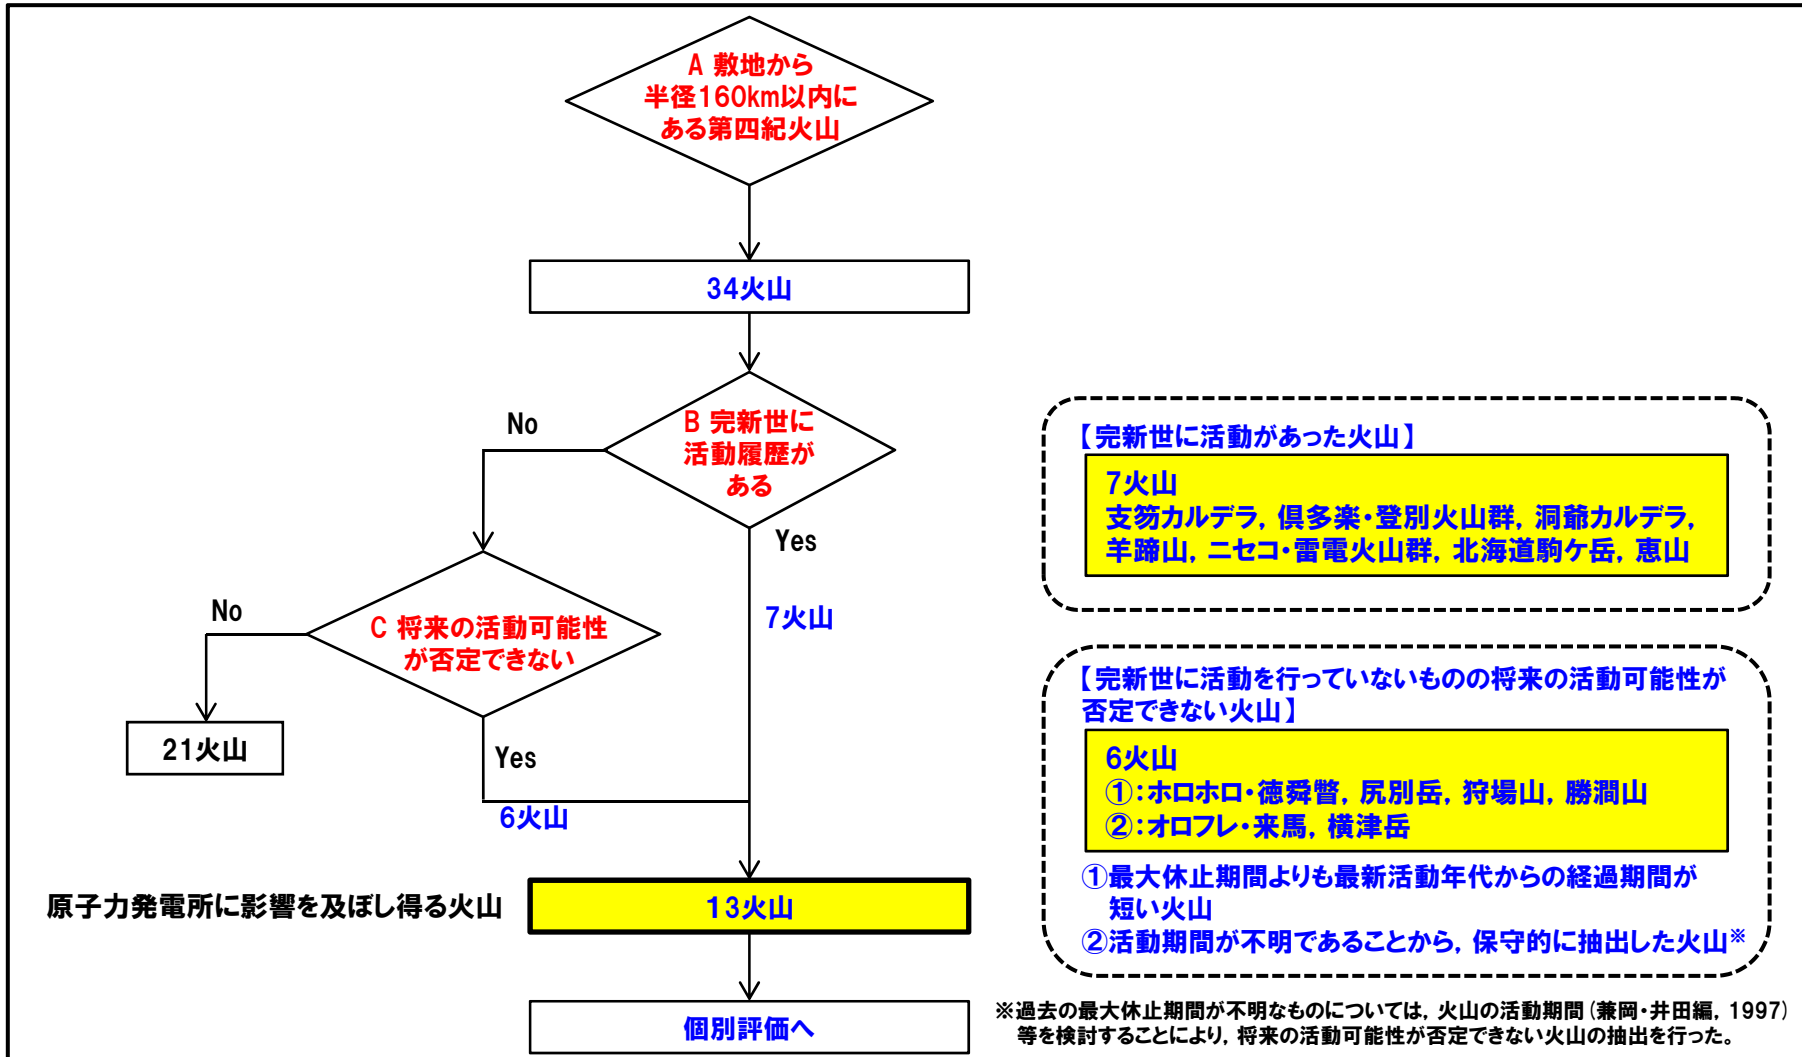 A 敷地から
半径160km以内に
ある第四紀火山
34火山
B 完新世に
活動履歴が
ある
No
Yes
7火山
C 将来の活動可能性
が否定できない
No
21火山
Yes
6火山
原子力発電所に影響を及ぼし得る火山
13火山
個別評価へ
【完新世に活動があった火山】
7火山
支笏カルデラ, 倶多楽・登別火山群, 洞爺カルデラ,
羊蹄山, ニセコ・雷電火山群, 北海道駒ケ岳, 恵山
【完新世に活動を行っていないものの将来の活動可能性が
否定できない火山】
6火山
①:ホロホロ・徳舜瞥, 尻別岳, 狩場山, 勝澗山
②:オロフレ・来馬, 横津岳
①最大休止期間よりも最新活動年代からの経過期間が
短い火山
②活動期間が不明であることから, 保守的に抽出した火山※
※過去の最大休止期間が不明なものについては, 火山の活動期間(兼岡・井田編, 1997)
等を検討することにより, 将来の活動可能性が否定できない火山の抽出を行った。